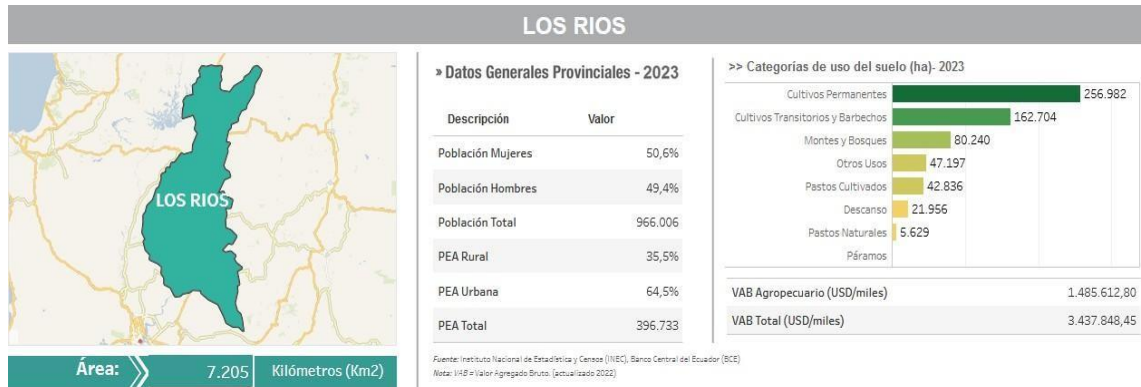 LOS RIOS
LOS RIOS
Área: 7.205 Kilómetros (Km2)
» Datos Generales Provinciales - 2023
Descripción Valor
Población Mujeres 50,6%
Población Hombres 49,4%
Población Total 966.006
PEA Rural 35,5%
PEA Urbana 64,5%
PEA Total 396.733
>> Categorías de uso del suelo (ha)- 2023
Cultivos Permanentes 256.982
Cultivos Transitorios y Barbechos 162.704
Montes y Bosques 80.240
Otros Usos 47.197
Pastos Cultivados 42.836
Descanso 21.956
Pastos Naturales 5.629
Páramos
VAB Agropecuario (USD/miles) 1.485.612,80
VAB Total (USD/miles) 3.437.848,45
Fuente: Instituto Nacional de Estadística y Censos (INEC), Banco Central del Ecuador (BCE)
Nota: VAB = Valor Agregado Bruto. (actualizado 2022)